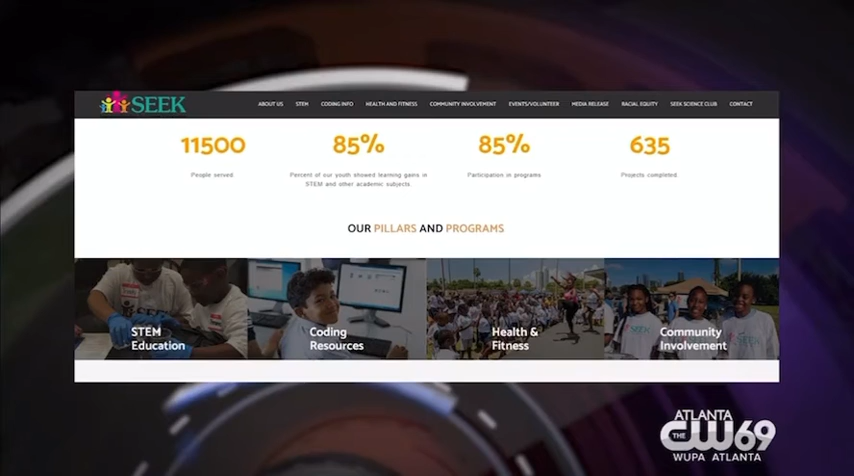 SEEK
ABOUT US STEM CODING INFO HEALTH AND FITNESS COMMUNITY INVOLVEMENT EVENTS/VOLUNTEER MEDIA RELEASE RACIAL EQUITY SEEK SCIENCE CLUB CONTACT
11500 85% 85% 635
People served Percent of our youth showed learning gains in Participation in programs Projects completed
STEM and other academic subjects
OUR PILLARS AND PROGRAMS
STEM Coding Health & Community
Education Resources Fitness Involvement
SEEK
SEEK
ATLANTA
THE CW69
WUPA ATLANTA